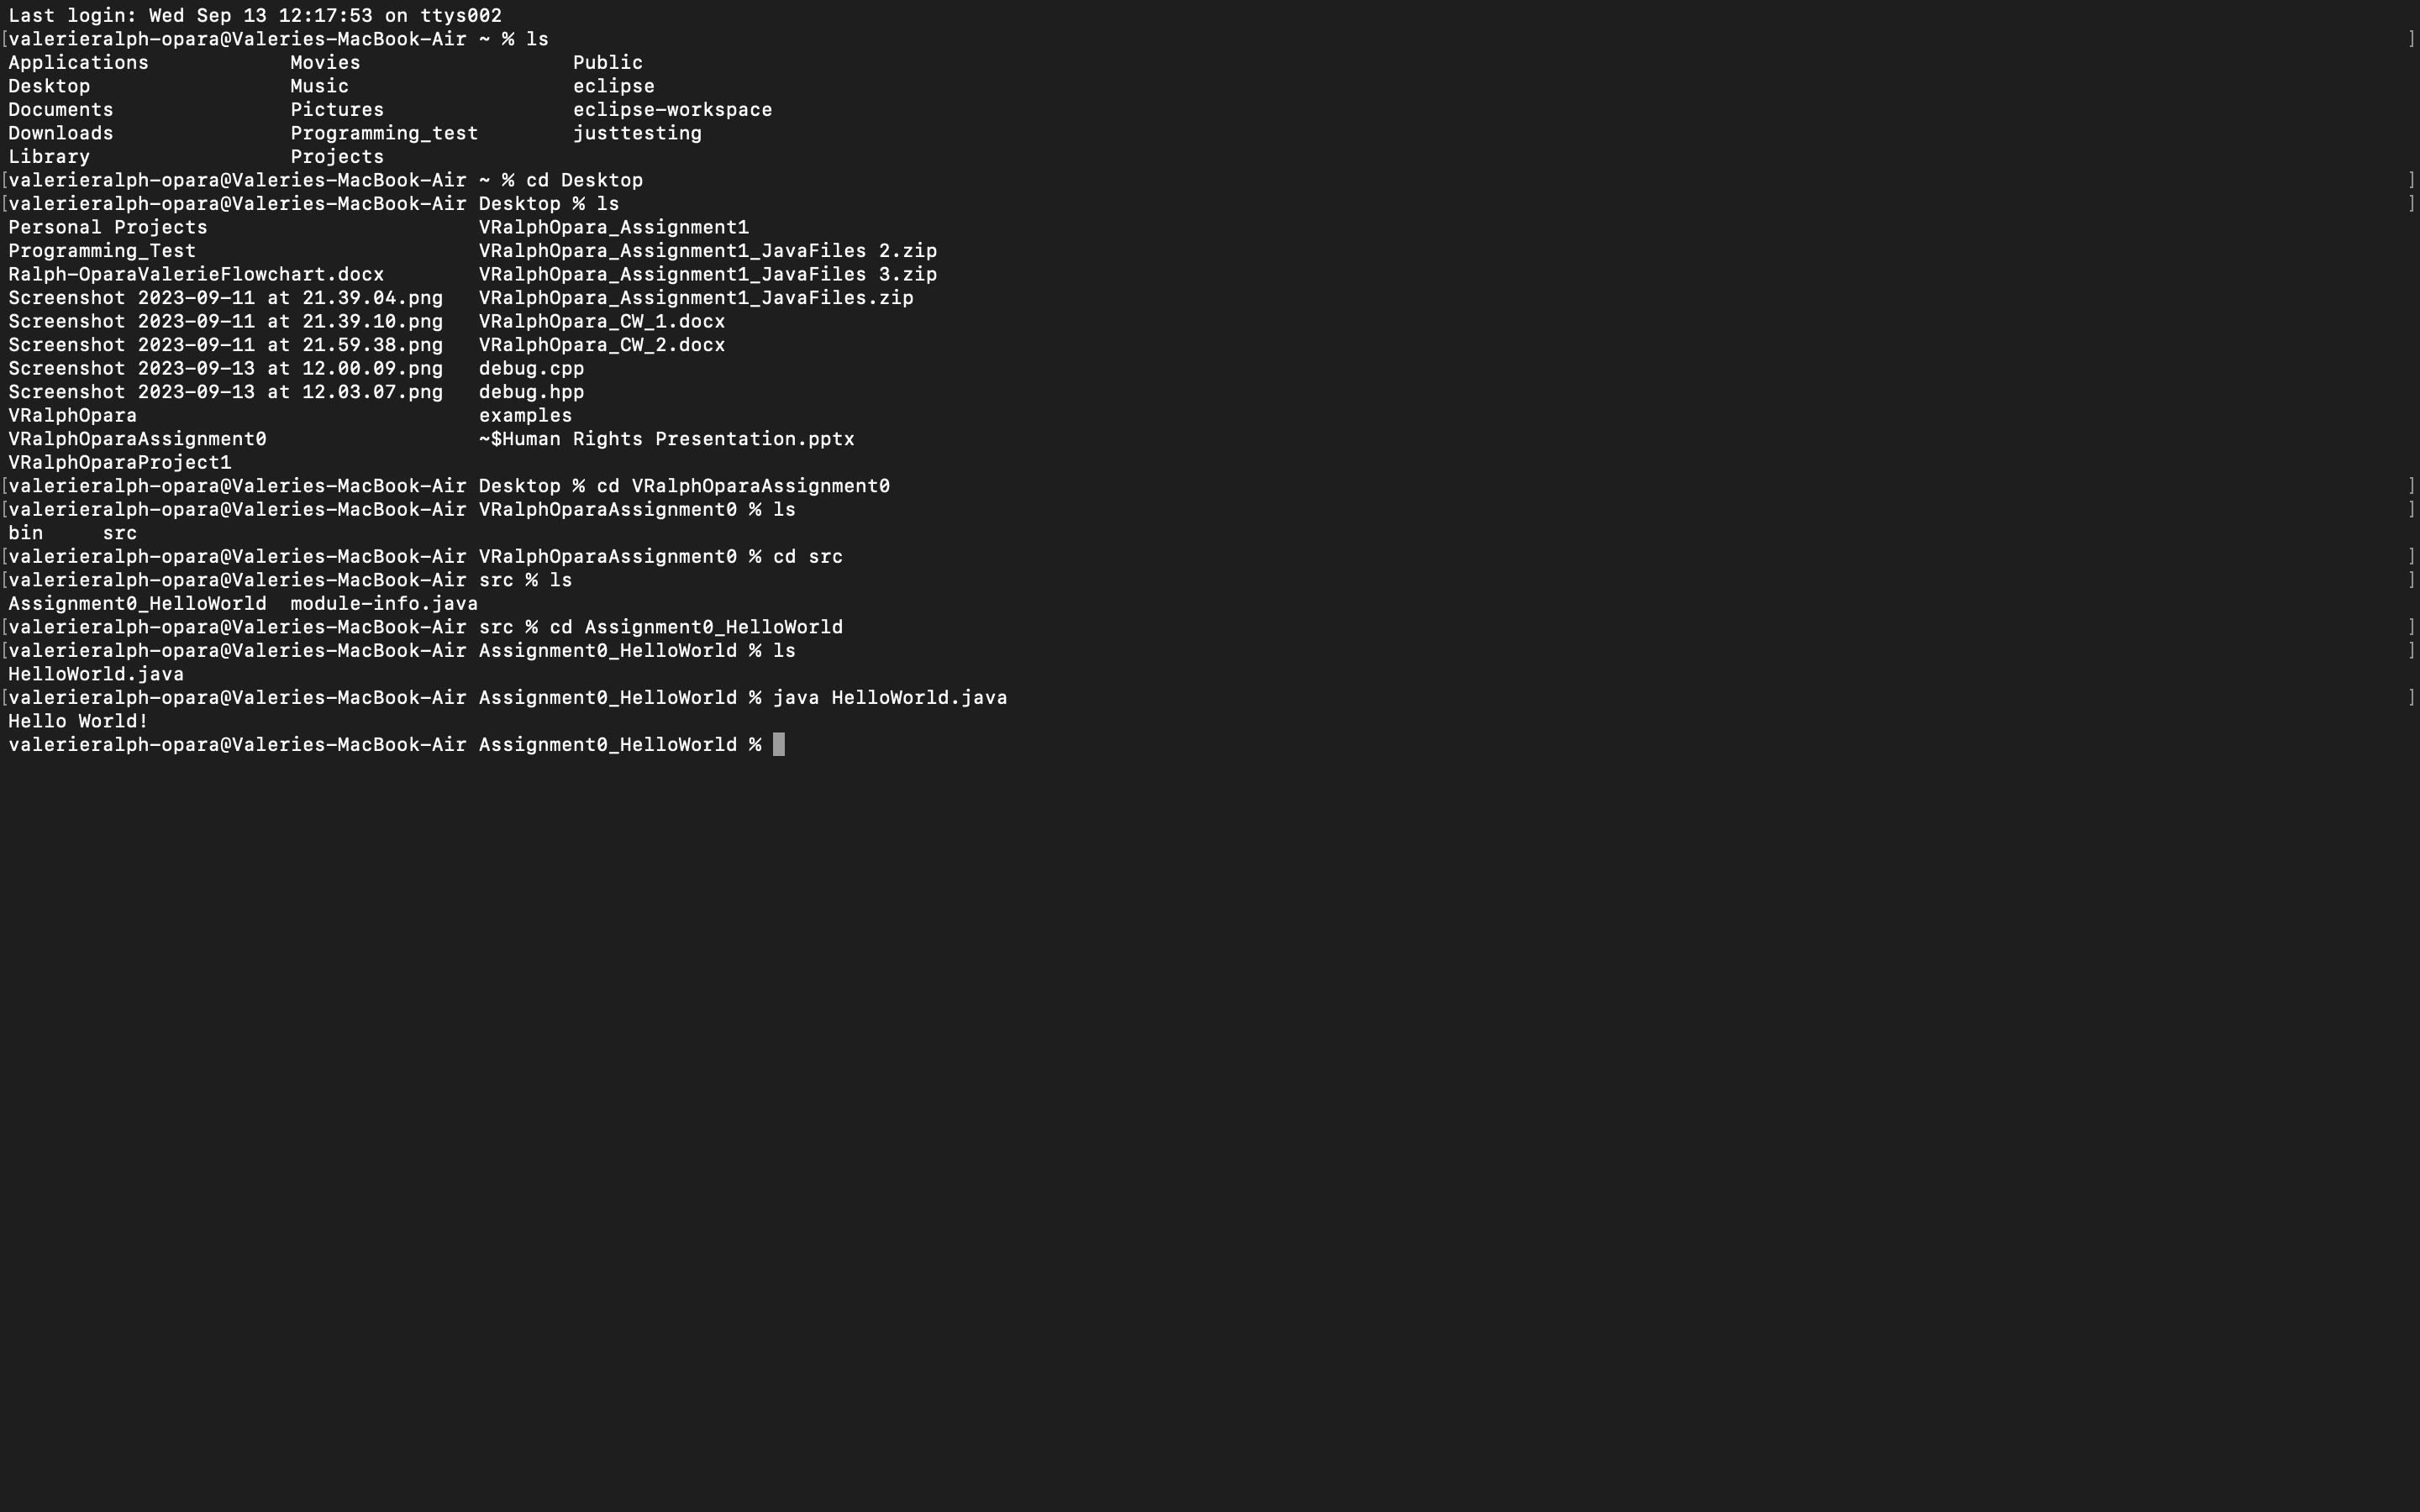 Last login: Wed Sep 13 12:17:53 on ttys002
[valerieralph-opara@Valeries-MacBook-Air ~ % ls ]
Applications Movies Public
Desktop Music eclipse
Documents Pictures eclipse-workspace
Downloads Programming_test justtesting
Library Projects
[valerieralph-opara@Valeries-MacBook-Air ~ % cd Desktop ]
[valerieralph-opara@Valeries-MacBook-Air Desktop % ls ]
Personal Projects VRalphOpara_Assignment1
Programming_Test VRalphOpara_Assignment1_JavaFiles 2.zip
Ralph-OparaValerieFlowchart.docx VRalphOpara_Assignment1_JavaFiles 3.zip
Screenshot 2023-09-11 at 21.39.04.png VRalphOpara_Assignment1_JavaFiles.zip
Screenshot 2023-09-11 at 21.39.10.png VRalphOpara_CW_1.docx
Screenshot 2023-09-11 at 21.59.38.png VRalphOpara_CW_2.docx
Screenshot 2023-09-13 at 12.00.09.png debug.cpp
Screenshot 2023-09-13 at 12.03.07.png debug.hpp
VRalphOpara examples
VRalphOparaAssignment0 ~$Human Rights Presentation.pptx
VRalphOparaProject1
[valerieralph-opara@Valeries-MacBook-Air Desktop % cd VRalphOparaAssignment0 ]
[valerieralph-opara@Valeries-MacBook-Air VRalphOparaAssignment0 % ls ]
bin src
[valerieralph-opara@Valeries-MacBook-Air VRalphOparaAssignment0 % cd src ]
[valerieralph-opara@Valeries-MacBook-Air src % ls ]
Assignment0_HelloWorld module-info.java
[valerieralph-opara@Valeries-MacBook-Air src % cd Assignment0_HelloWorld ]
[valerieralph-opara@Valeries-MacBook-Air Assignment0_HelloWorld % ls ]
HelloWorld.java
[valerieralph-opara@Valeries-MacBook-Air Assignment0_HelloWorld % java HelloWorld.java ]
Hello World!
valerieralph-opara@Valeries-MacBook-Air Assignment0_HelloWorld %